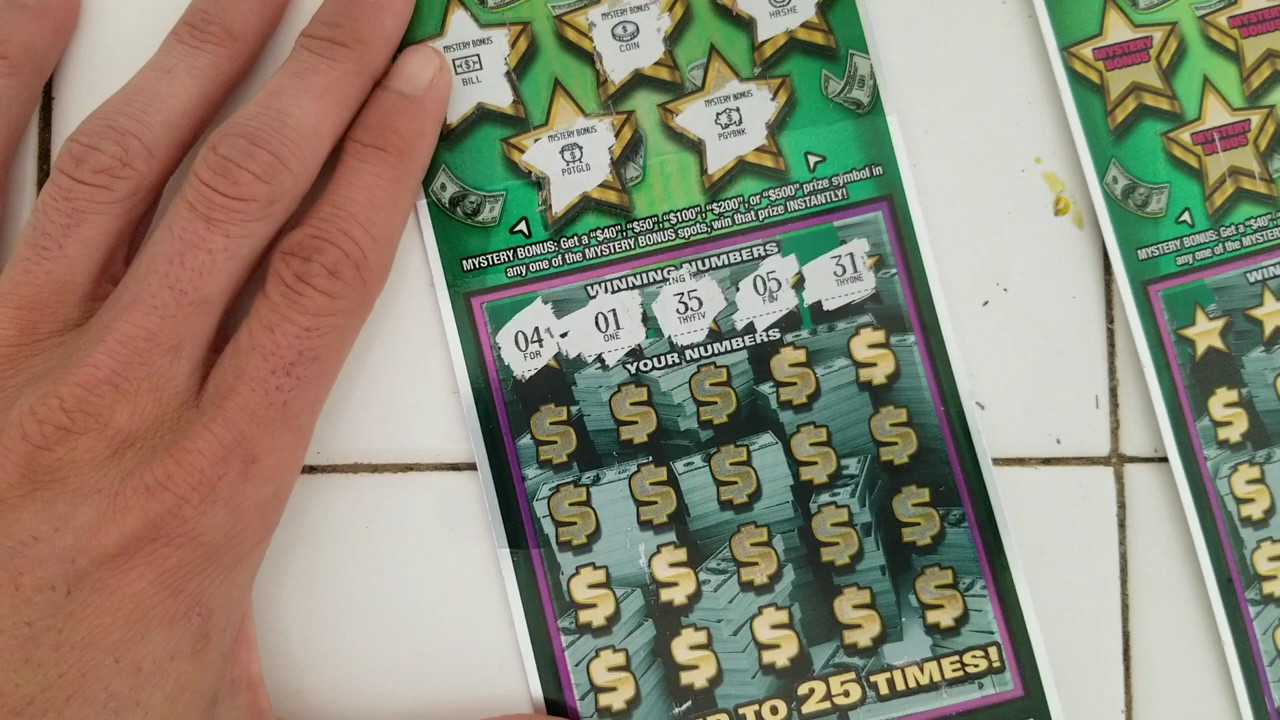 MYSTERY BONUS
BILL
MYSTERY BONUS
COIN
HRSHE
MYSTERY BONUS
POTGLD
MYSTERY BONUS
PGYBNK
MYSTERY BONUS: Get a “$40”, “$50”, “$100”, “$200”, or “$500” prize symbol in
any one of the MYSTERY BONUS spots, win that prize INSTANTLY!
WINNING NUMBERS
04 01 35 05 31
FOR ONE THYFIV FIV THYONE
YOUR NUMBERS
TO 25 TIMES!
MYSTERY
BONUS
MYSTERY
BONUS
MYSTERY
BONUS
MYSTERY BONUS: Get a “$40”
any one of the MYSTER